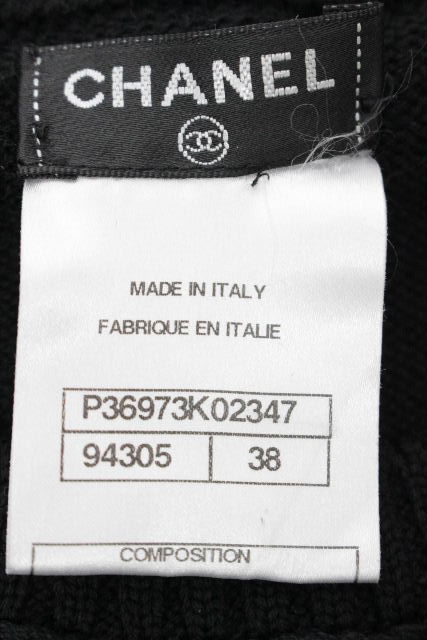 CHANEL
MADE IN ITALY
FABRIQUE EN ITALIE
P36973K02347
94305 38
COMPOSITION